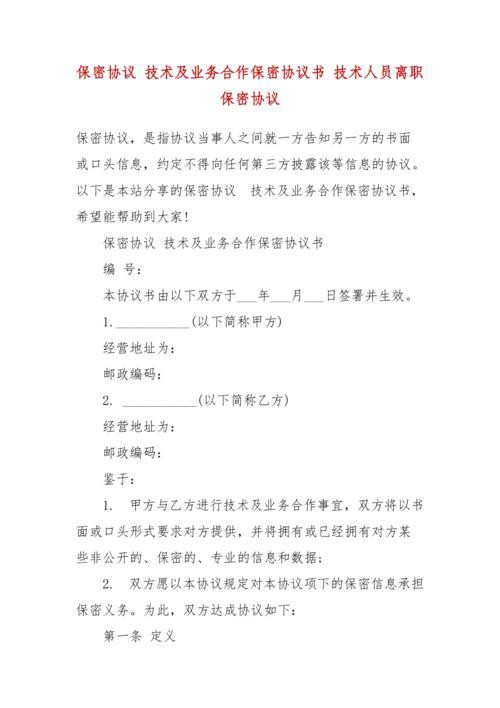 保密协议 技术及业务合作保密协议书 技术人员离职
保密协议
保密协议，是指协议当事人之间就一方告知另一方的书面
或口头信息，约定不得向任何第三方披露该等信息的协议。
以下是本站分享的保密协议 技术及业务合作保密协议书，
希望能帮助到大家!
保密协议 技术及业务合作保密协议书
编 号：
本协议书由以下双方于___年___月___日签署并生效。
1.___________(以下简称甲方)
经营地址为：
邮政编码：
2. ___________(以下简称乙方)
经营地址为：
邮政编码：
鉴于：
1. 甲方与乙方进行技术及业务合作事宜，双方将以书
面或口头形式要求对方提供，并将拥有或已经拥有对方某
些非公开的、保密的、专业的信息和数据;
2. 双方愿以本协议规定对本协议项下的保密信息承担
保密义务。为此，双方达成协议如下：
第一条 定义